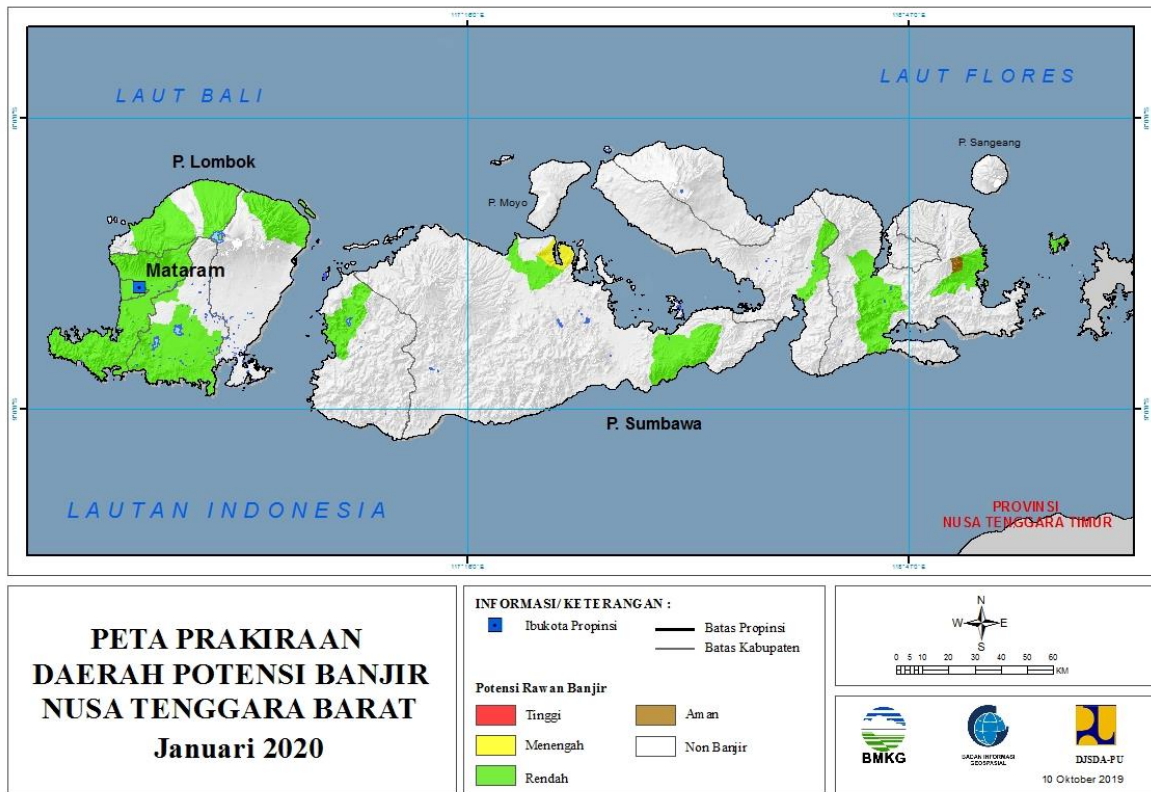 LAUT BALI
LAUT FLORES
P. Sangeang
P. Lombok
P. Moyo
Mataram
P. Sumbawa
LAUTAN INDONESIA
PROVINSI
NUSA TENGGARA TIMUR
PETA PRAKIRAAN
DAERAH POTENSI BANJIR
NUSA TENGGARA BARAT
Januari 2020
INFORMASI/KETERANGAN :
Ibukota Propinsi
Batas Propinsi
Batas Kabupaten
Potensi Rawan Banjir
Tinggi
Aman
Menengah
Non Banjir
Rendah
N
W E
S
0 5 10 20 30 40 50 60
KM
BMKG
BADAN INFORMASI
GEOSPASIAL
DJSDA-PU
10 Oktober 2019